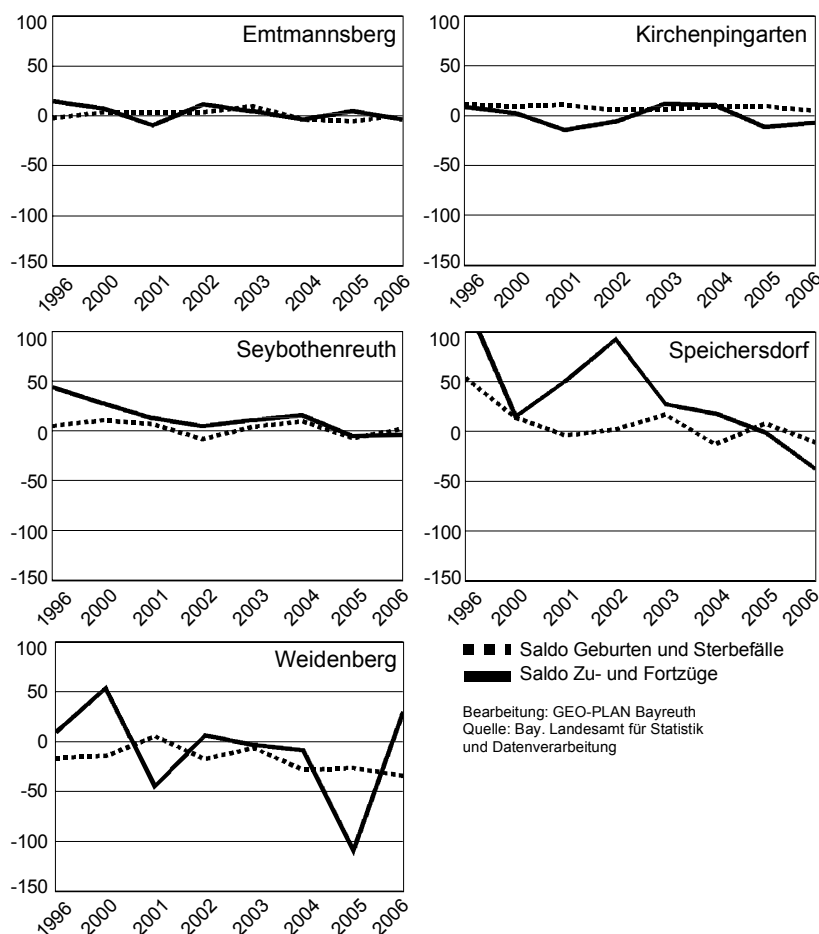 Emtmannsberg
100
50
0
-50
-100
-150
1996 2000 2001 2002 2003 2004 2005 2006
Kirchenpingarten
100
50
0
-50
-100
-150
1996 2000 2001 2002 2003 2004 2005 2006
Seybothenreuth
100
50
0
-50
-100
-150
1996 2000 2001 2002 2003 2004 2005 2006
Speichersdorf
100
50
0
-50
-100
-150
1996 2000 2001 2002 2003 2004 2005 2006
Weidenberg
100
50
0
-50
-100
-150
1996 2000 2001 2002 2003 2004 2005 2006
Saldo Geburten und Sterbefälle
Saldo Zu- und Fortzüge
Bearbeitung: GEO-PLAN Bayreuth
Quelle: Bay. Landesamt für Statistik
und Datenverarbeitung